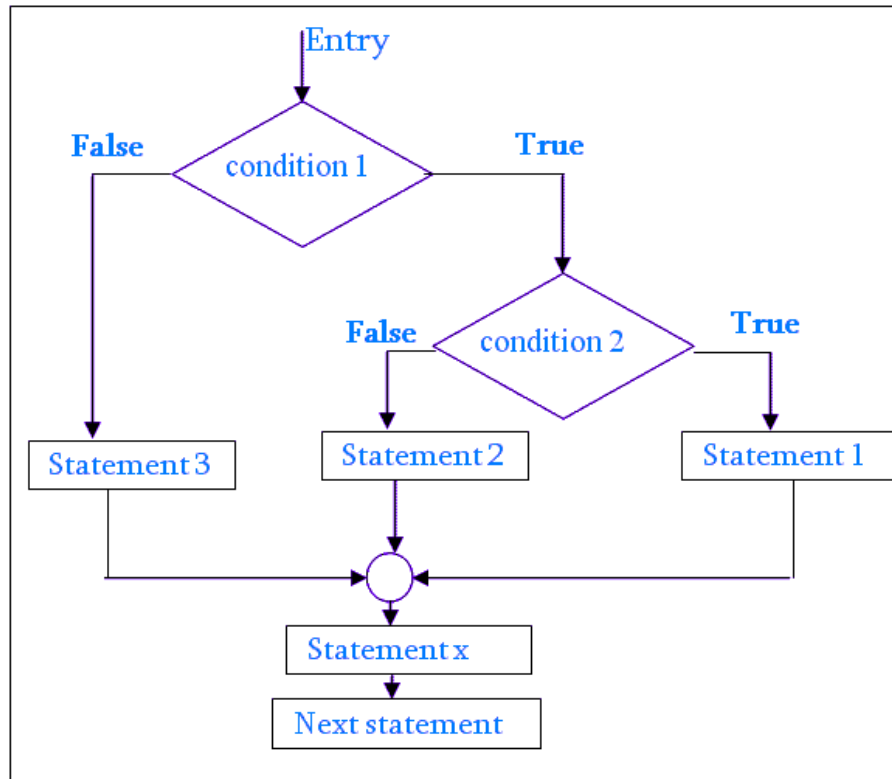 Entry
False
True
condition 1
False
True
condition 2
Statement 3
Statement 2
Statement 1
Statement x
Next statement